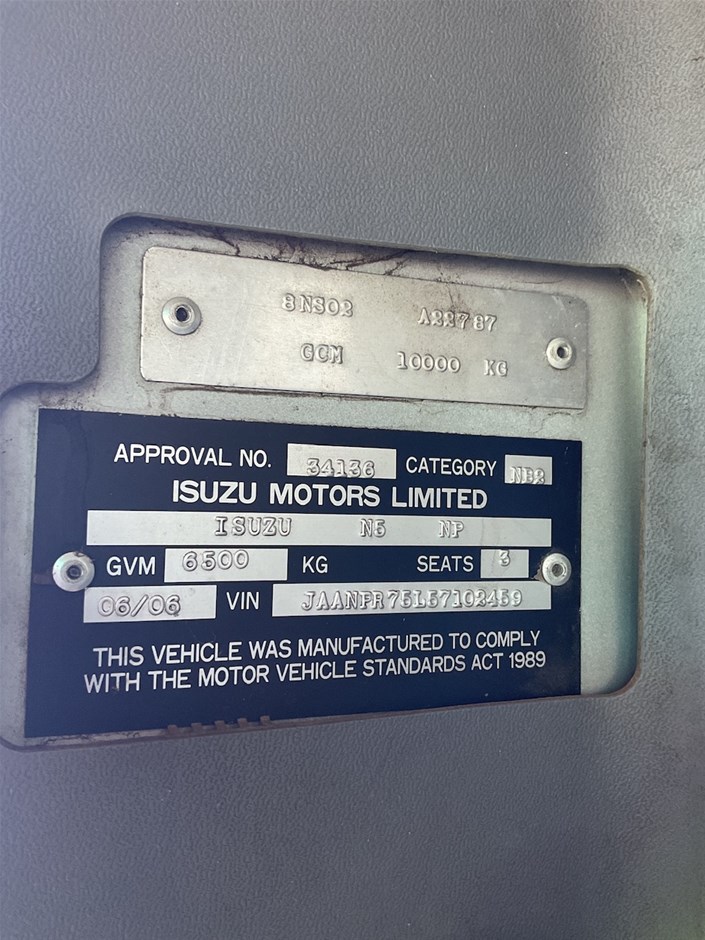 8NS02 A22787
GCM 10000 KG
APPROVAL NO. 34136 CATEGORY NB2
ISUZU MOTORS LIMITED
ISUZU N5 NP
GVM 6500 KG SEATS 3
06/06 VIN JAANPR75L57102459
THIS VEHICLE WAS MANUFACTURED TO COMPLY
WITH THE MOTOR VEHICLE STANDARDS ACT 1989